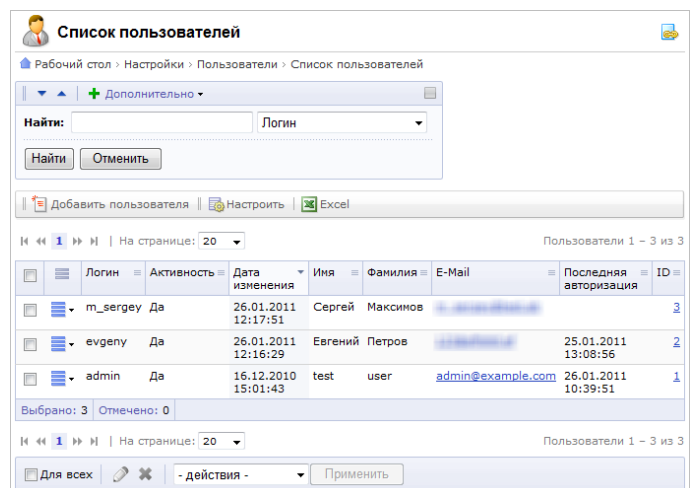 Список пользователей
Рабочий стол › Настройки › Пользователи › Список пользователей
Дополнительно
Найти: Логин
Найти Отменить
Добавить пользователя Настроить Excel
1 | На странице: 20 Пользователи 1 – 3 из 3
Логин Активность Дата изменения Имя Фамилия E-Mail Последняя авторизация ID
m_sergey Да 26.01.2011 12:17:51 Сергей Максимов 3
evgeny Да 26.01.2011 12:16:29 Евгений Петров 25.01.2011 13:08:56 2
admin Да 16.12.2010 15:01:43 test user admin@example.com 26.01.2011 10:39:51 1
Выбрано: 3 Отмечено: 0
1 | На странице: 20 Пользователи 1 – 3 из 3
Для всех - действия - Применить